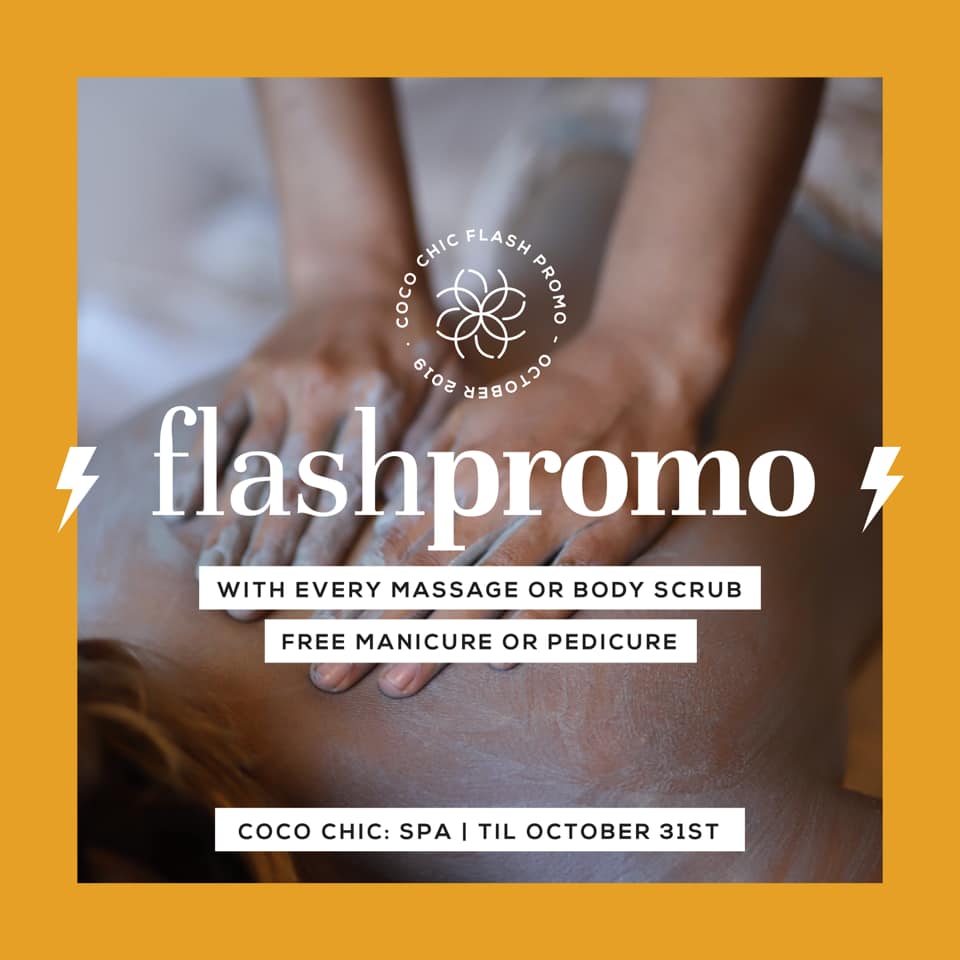 COCO CHIC FLASH PROMO - OCTOBER 2019 ·
flashpromo
WITH EVERY MASSAGE OR BODY SCRUB
FREE MANICURE OR PEDICURE
COCO CHIC: SPA | TIL OCTOBER 31ST